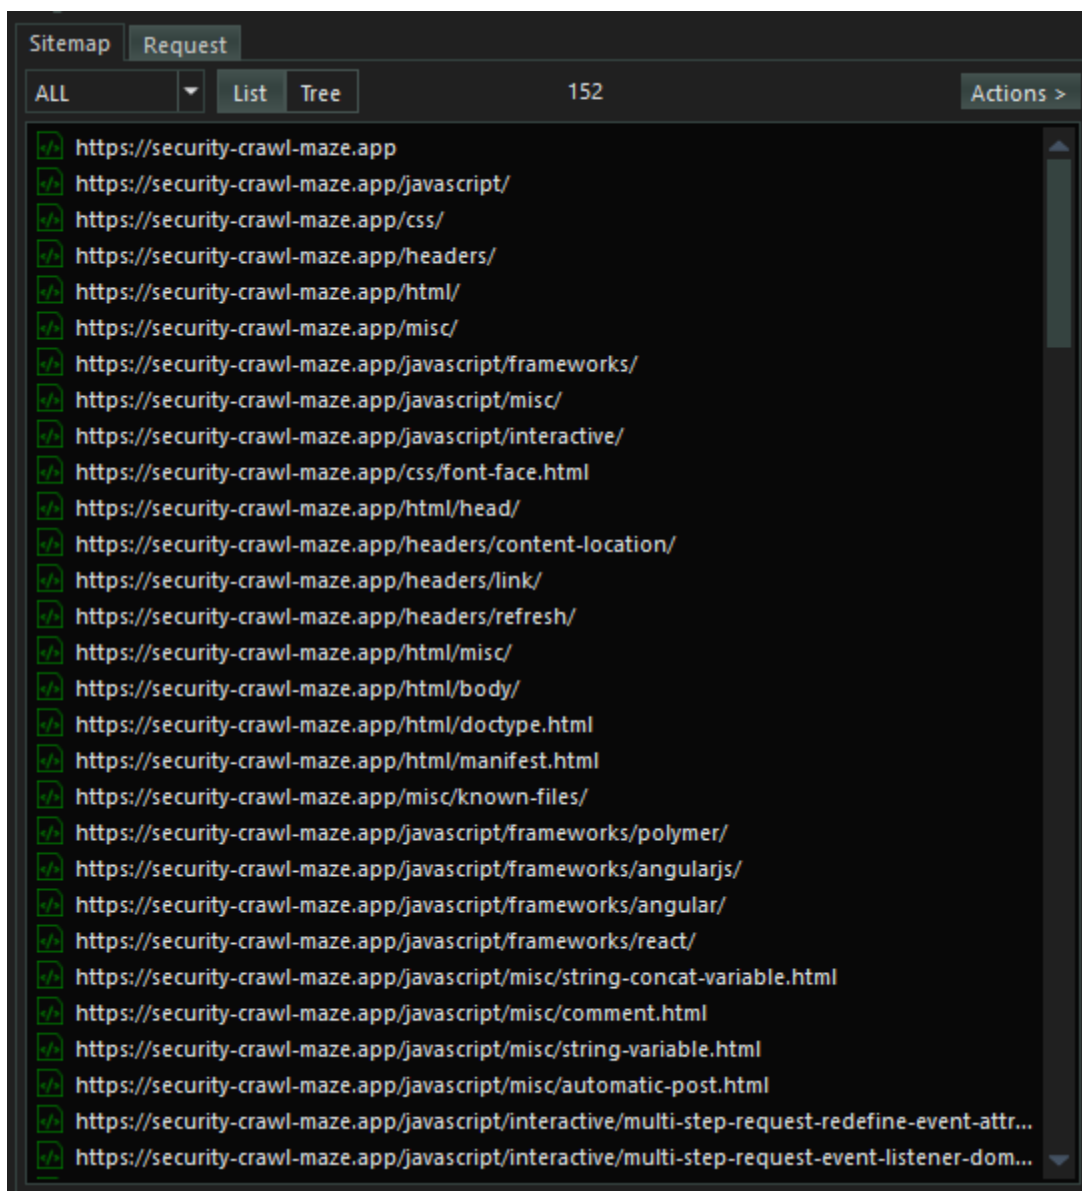 Sitemap Request
ALL List Tree 152 Actions >
https://security-crawl-maze.app
https://security-crawl-maze.app/javascript/
https://security-crawl-maze.app/css/
https://security-crawl-maze.app/headers/
https://security-crawl-maze.app/html/
https://security-crawl-maze.app/misc/
https://security-crawl-maze.app/javascript/frameworks/
https://security-crawl-maze.app/javascript/misc/
https://security-crawl-maze.app/javascript/interactive/
https://security-crawl-maze.app/css/font-face.html
https://security-crawl-maze.app/html/head/
https://security-crawl-maze.app/headers/content-location/
https://security-crawl-maze.app/headers/link/
https://security-crawl-maze.app/headers/refresh/
https://security-crawl-maze.app/html/misc/
https://security-crawl-maze.app/html/body/
https://security-crawl-maze.app/html/doctype.html
https://security-crawl-maze.app/html/manifest.html
https://security-crawl-maze.app/misc/known-files/
https://security-crawl-maze.app/javascript/frameworks/polymer/
https://security-crawl-maze.app/javascript/frameworks/angularjs/
https://security-crawl-maze.app/javascript/frameworks/angular/
https://security-crawl-maze.app/javascript/frameworks/react/
https://security-crawl-maze.app/javascript/misc/string-concat-variable.html
https://security-crawl-maze.app/javascript/misc/comment.html
https://security-crawl-maze.app/javascript/misc/string-variable.html
https://security-crawl-maze.app/javascript/misc/automatic-post.html
https://security-crawl-maze.app/javascript/interactive/multi-step-request-redefine-event-attr...
https://security-crawl-maze.app/javascript/interactive/multi-step-request-event-listener-dom...